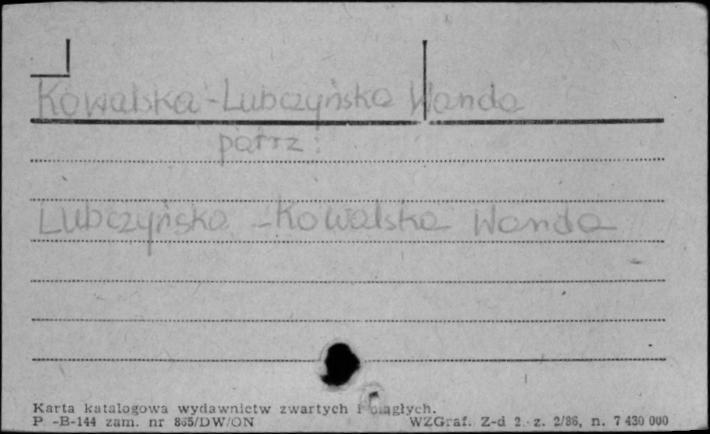 Kowalska-Lubczyńska Wanda
patrz:
Lubczyńska-Kowalska Wanda
Karta katalogowa wydawnictw zwartych i ciągłych.
P -B-144 zam. nr 865/DW/ON WZGraf. Z-d 2 z. 2/86, n. 7 430 000